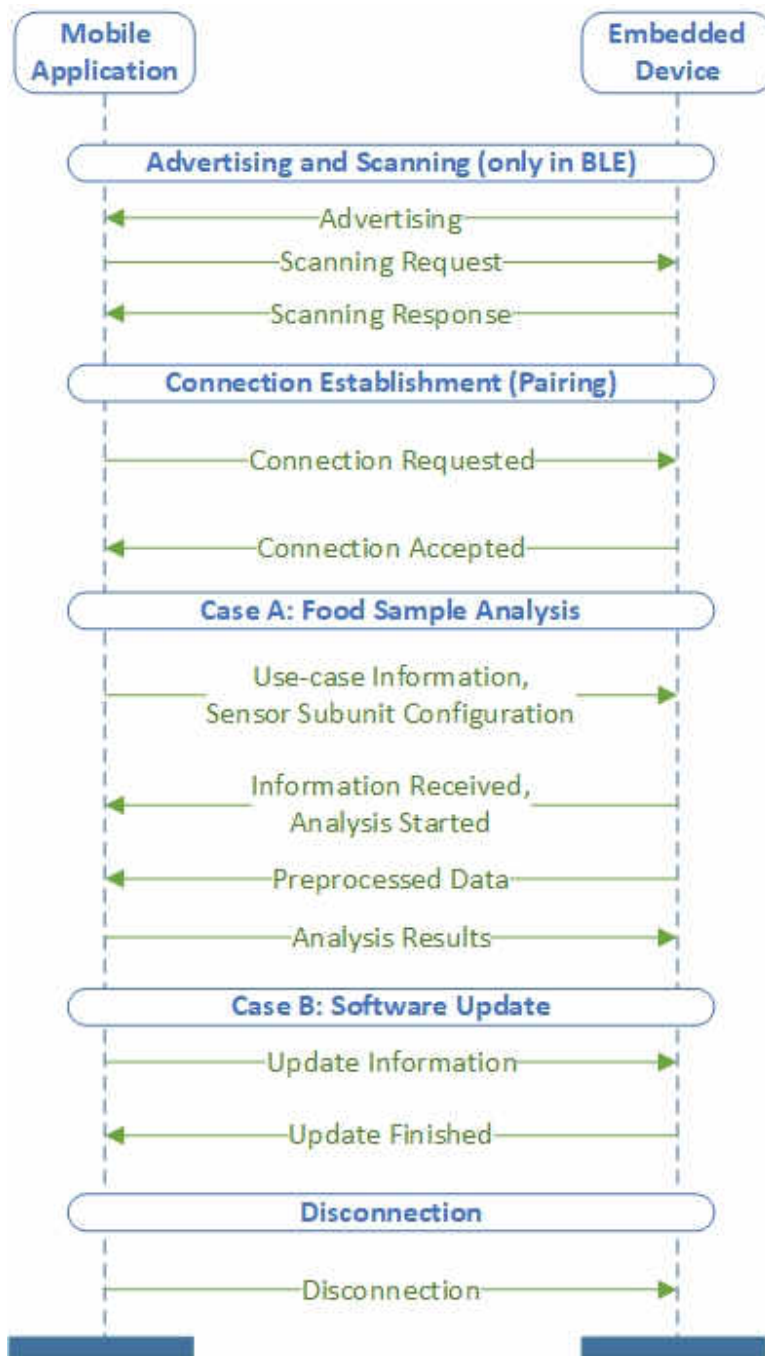 Mobile
Application
Embedded
Device
Advertising and Scanning (only in BLE)
Advertising
Scanning Request
Scanning Response
Connection Establishment (Pairing)
Connection Requested
Connection Accepted
Case A: Food Sample Analysis
Use-case Information,
Sensor Subunit Configuration
Information Received,
Analysis Started
Preprocessed Data
Analysis Results
Case B: Software Update
Update Information
Update Finished
Disconnection
Disconnection